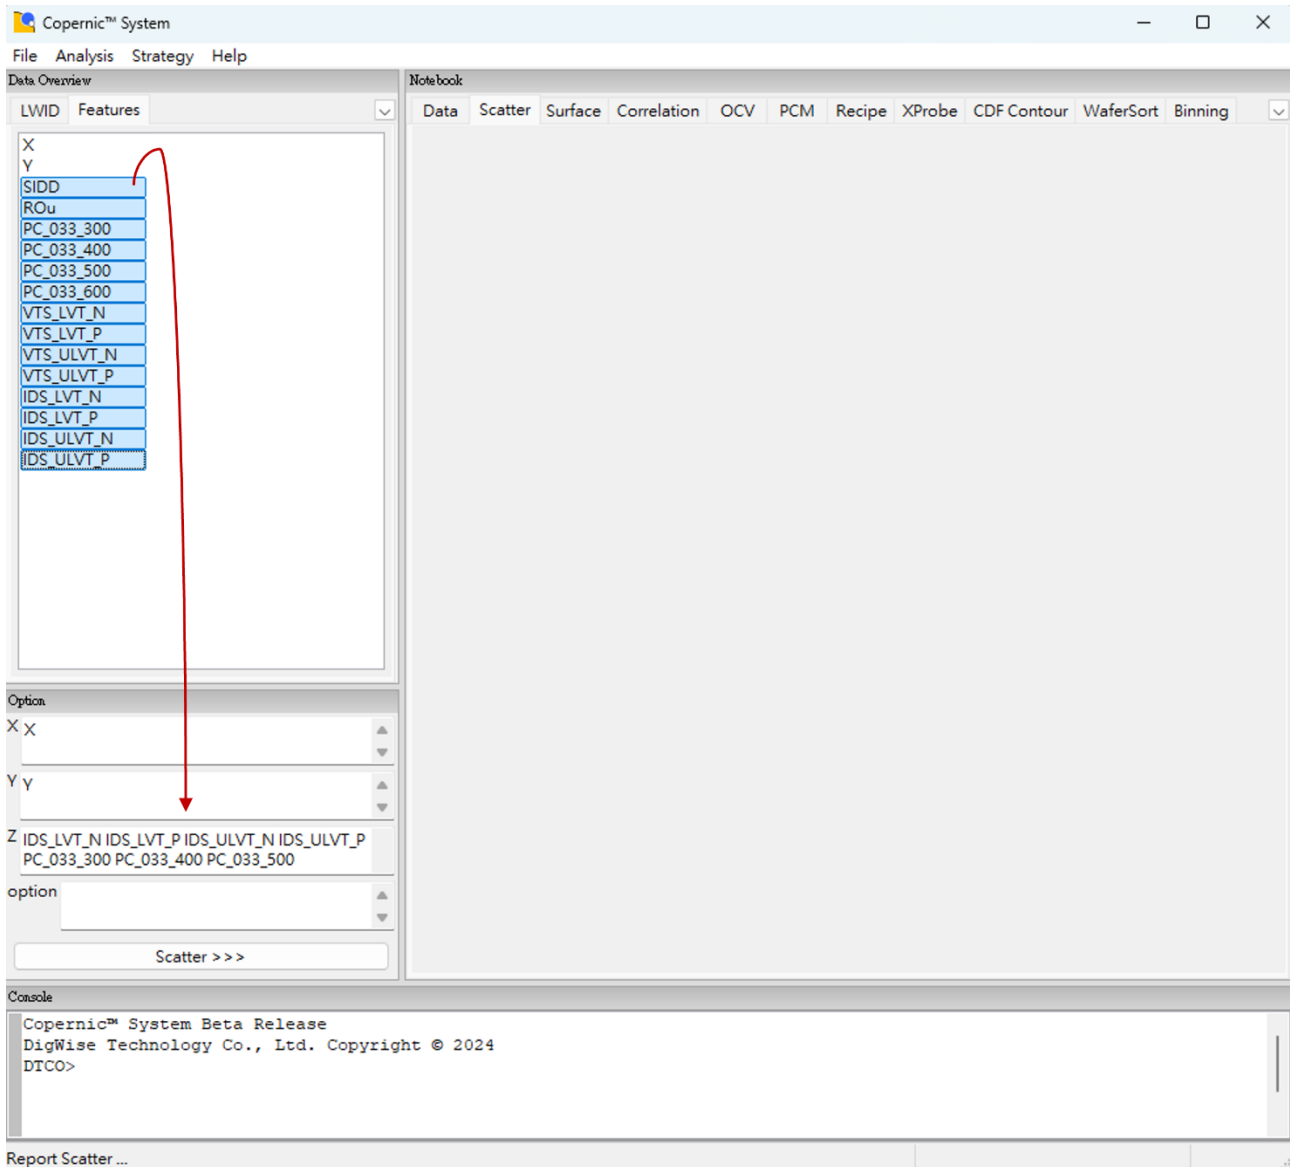 Copernic™ System
File Analysis Strategy Help
Data Overview
LWID Features
X
Y
SIDD
ROu
PC_033_300
PC_033_400
PC_033_500
PC_033_600
VTS_LVT_N
VTS_LVT_P
VTS_ULVT_N
VTS_ULVT_P
IDS_LVT_N
IDS_LVT_P
IDS_ULVT_N
IDS_ULVT_P
Option
X X
Y Y
Z IDS_LVT_N IDS_LVT_P IDS_ULVT_N IDS_ULVT_P
PC_033_300 PC_033_400 PC_033_500
option
Scatter >>>
Notebook
Data Scatter Surface Correlation OCV PCM Recipe XProbe CDF Contour WaferSort Binning
Console
Copernic™ System Beta Release
DigWise Technology Co., Ltd. Copyright © 2024
DTCO>
Report Scatter ...